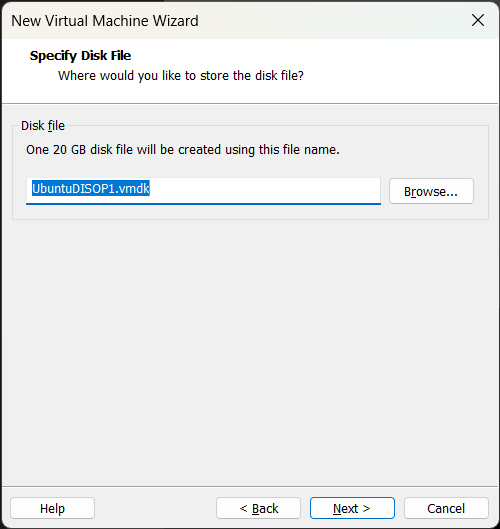 New Virtual Machine Wizard
Specify Disk File
Where would you like to store the disk file?
Disk file
One 20 GB disk file will be created using this file name.
UbuntuDISOP1.vmdk
Browse...
Help
< Back
Next >
Cancel